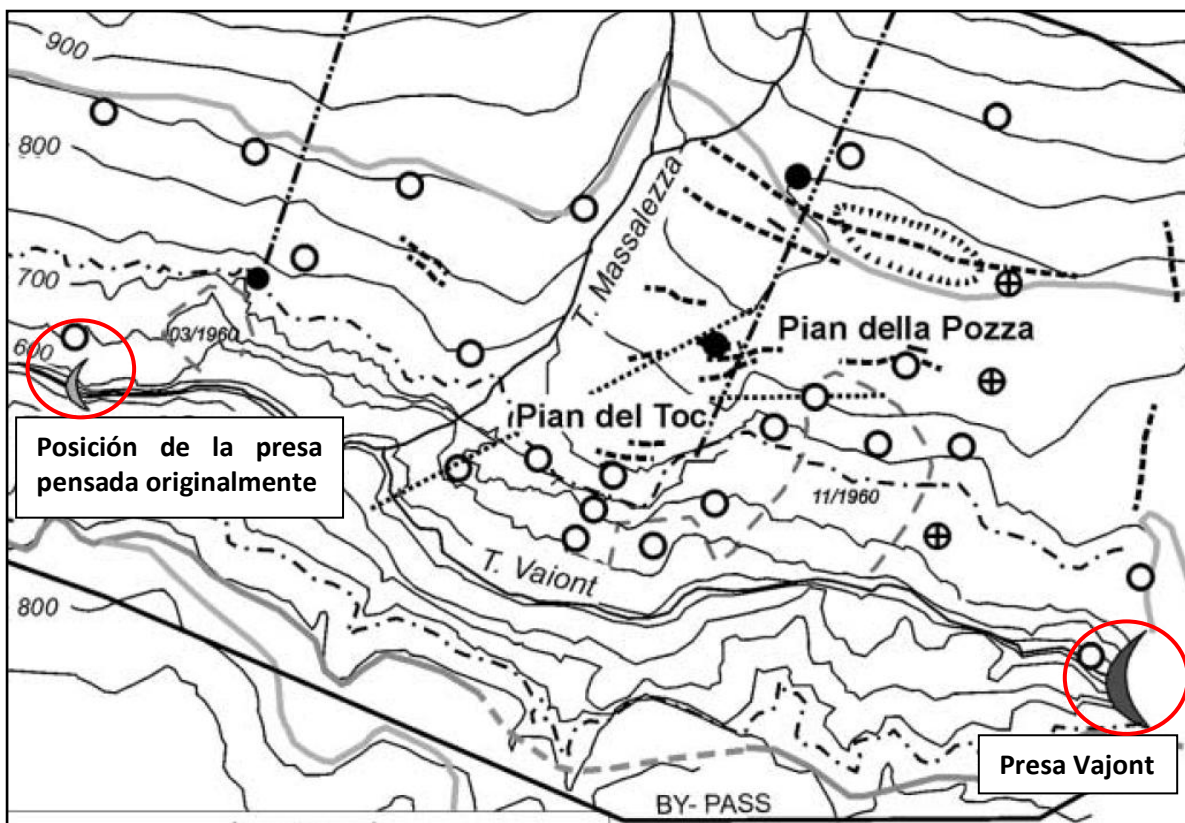 900
800
700
600
03/1960
T. Massalezza
Pian della Pozza
Pian del Toc
Posición de la presa
pensada originalmente
11/1960
T. Vaiont
800
Presa Vajont
BY- PASS